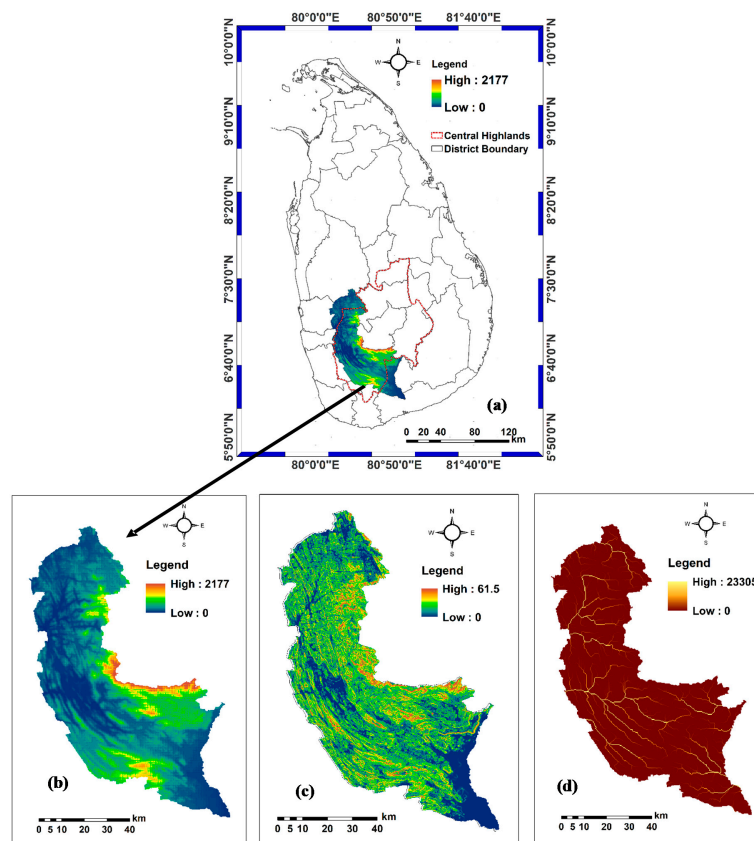 80°0'0"E 80°50'0"E 81°40'0"E
10°0'0"N
9°10'0"N
8°20'0"N
7°30'0"N
6°40'0"N
5°50'0"N
10°0'0"N
9°10'0"N
8°20'0"N
7°30'0"N
6°40'0"N
5°50'0"N
N
W E
S
Legend
High : 2177
Low : 0
Central Highlands
District Boundary
(a)
0 20 40 80 120
km
80°0'0"E 80°50'0"E 81°40'0"E
N
W E
S
Legend
High : 2177
Low : 0
(b)
km
0 5 10 20 30 40
N
W E
S
Legend
High : 61.5
Low : 0
(c)
km
0 5 10 20 30 40
N
W E
S
Legend
High : 23305
Low : 0
(d)
km
0 5 10 20 30 40